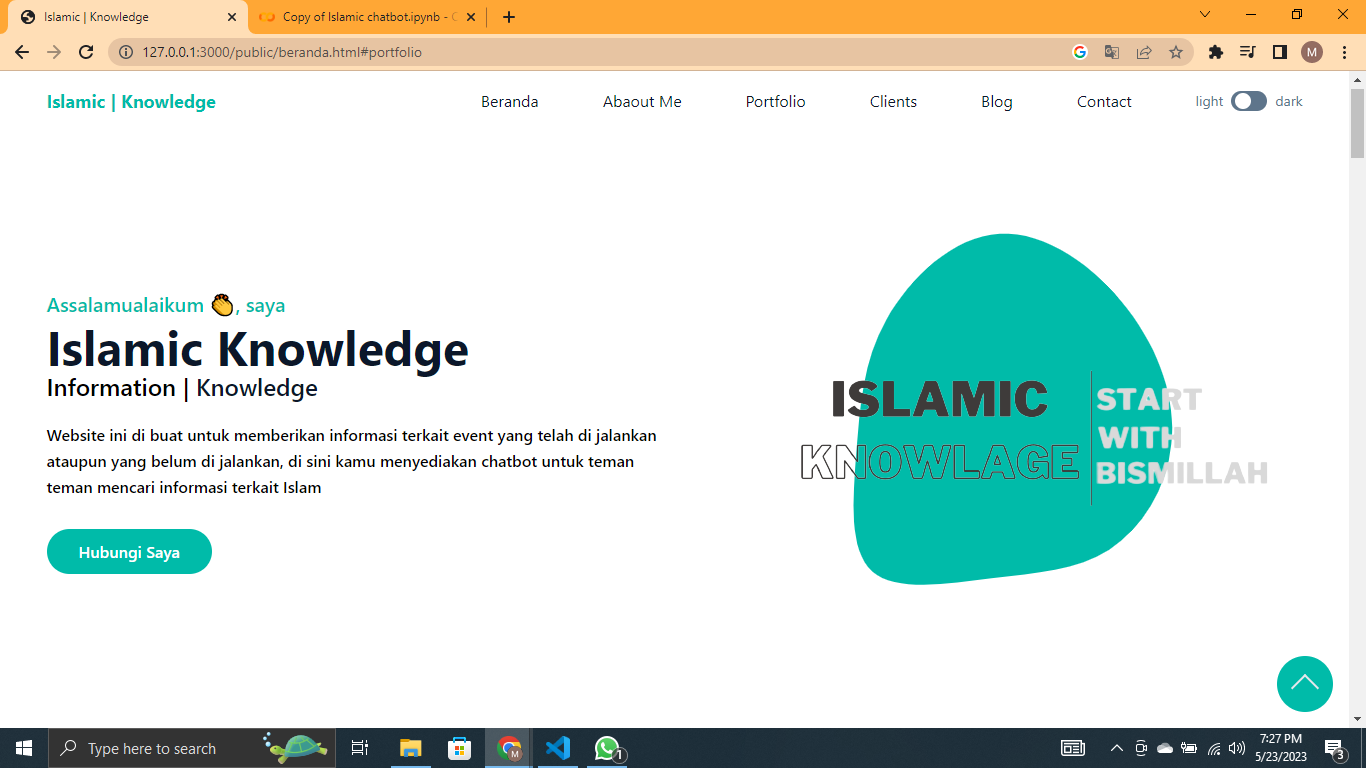 Islamic | Knowledge
Copy of Islamic chatbot.ipynb - C
127.0.0.1:3000/public/beranda.html#portfolio
M
Islamic | Knowledge
Beranda
Abaout Me
Portfolio
Clients
Blog
Contact
light
dark
Assalamualaikum 👏, saya
Islamic Knowledge
Information | Knowledge
Website ini di buat untuk memberikan informasi terkait event yang telah di jalankan
ataupun yang belum di jalankan, di sini kamu menyediakan chatbot untuk teman
teman mencari informasi terkait Islam
Hubungi Saya
ISLAMIC
KNOWLAGE
START
WITH
BISMILLAH
Type here to search
M
1
7:27 PM
5/23/2023
3